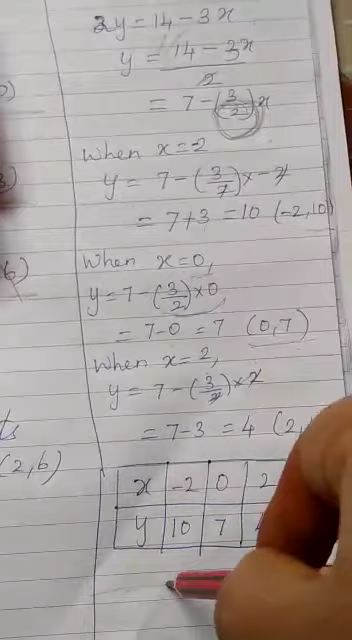 2y = 14 - 3x
y = 14 - 3x / 2
= 7 - (3/2) x
When x = -2
y = 7 - (3/2) x - 2
= 7 + 3 = 10 (-2, 10)
When x = 0,
y = 7 - (3/2) × 0
= 7 - 0 = 7 (0, 7)
When x = 2,
y = 7 - (3/2) × 2
= 7 - 3 = 4 (2,
(2, 6)
x -2 0 2
y 10 7